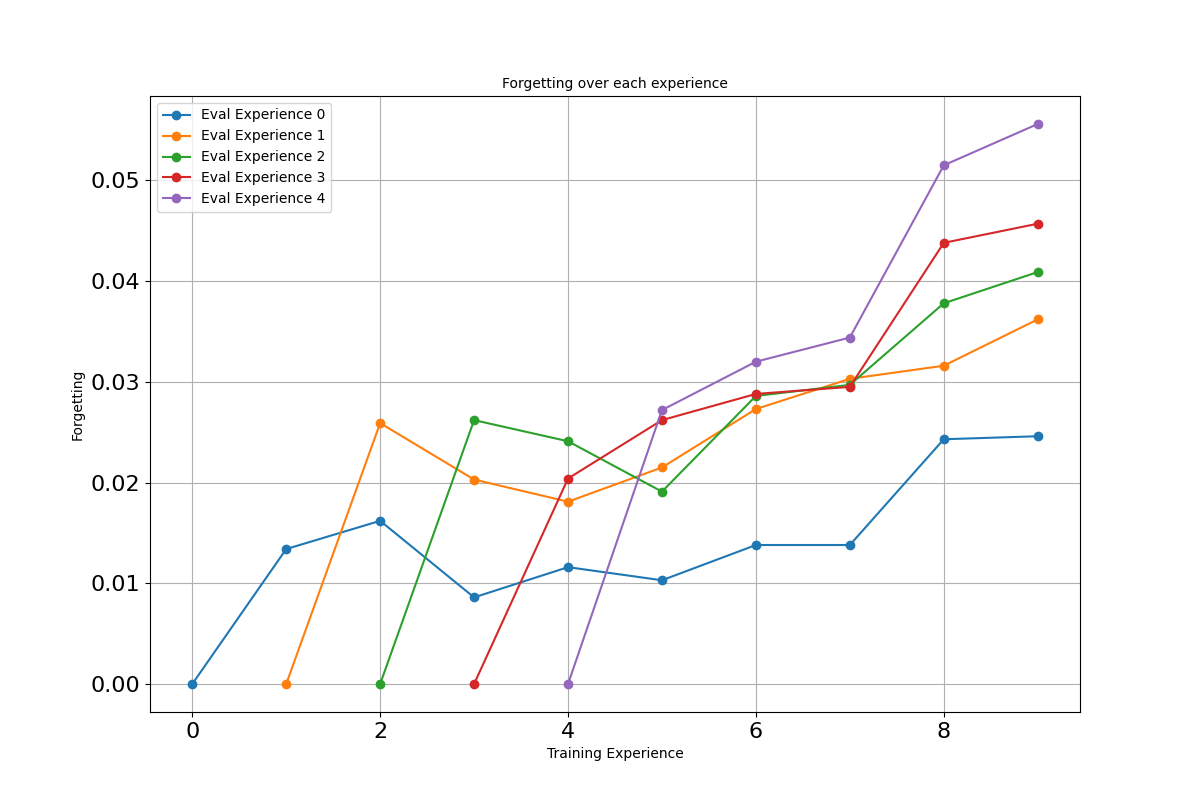 Forgetting over each experience
Eval Experience 0
Eval Experience 1
Eval Experience 2
Eval Experience 3
Eval Experience 4
0.05
0.04
0.03
0.02
0.01
0.00
Forgetting
0 2 4 6 8
Training Experience